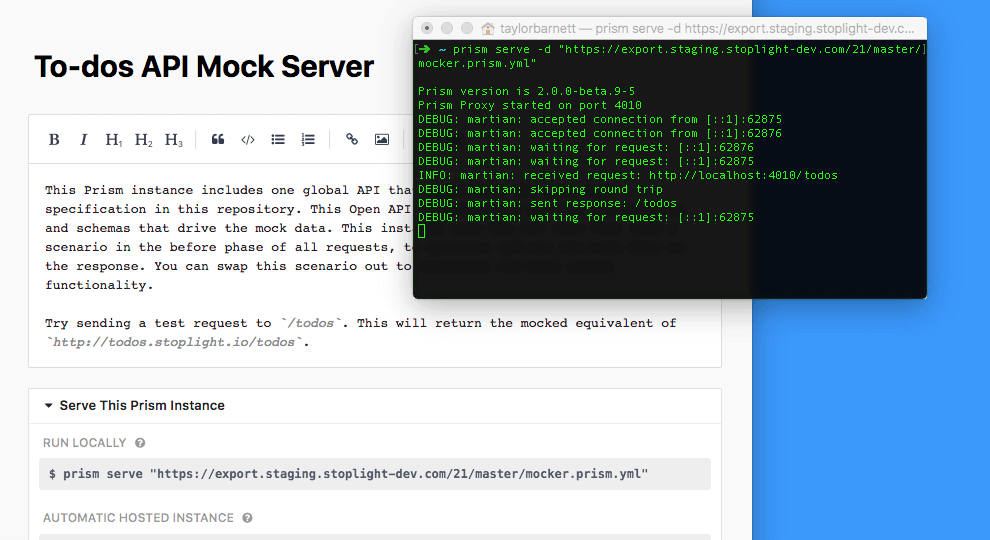 To-dos API Mock Server
B I H1 H2 H3
This Prism instance includes one global API tha
specification in this repository. This Open API
and schemas that drive the mock data. This inst
scenario in the before phase of all requests, t
the response. You can swap this scenario out to
functionality.
Try sending a test request to `/todos`. This will return the mocked equivalent of
`http://todos.stoplight.io/todos`.
Serve This Prism Instance
RUN LOCALLY
$ prism serve "https://export.staging.stoplight-dev.com/21/master/mocker.prism.yml"
AUTOMATIC HOSTED INSTANCE
taylorbarnett — prism serve -d https://export.staging.stoplight-dev.c...
[➜ ~ prism serve -d "https://export.staging.stoplight-dev.com/21/master/]
mocker.prism.yml"
Prism version is 2.0.0-beta.9-5
Prism Proxy started on port 4010
DEBUG: martian: accepted connection from [::1]:62875
DEBUG: martian: accepted connection from [::1]:62876
DEBUG: martian: waiting for request: [::1]:62876
DEBUG: martian: waiting for request: [::1]:62875
INFO: martian: received request: http://localhost:4010/todos
DEBUG: martian: skipping round trip
DEBUG: martian: sent response: /todos
DEBUG: martian: waiting for request: [::1]:62875